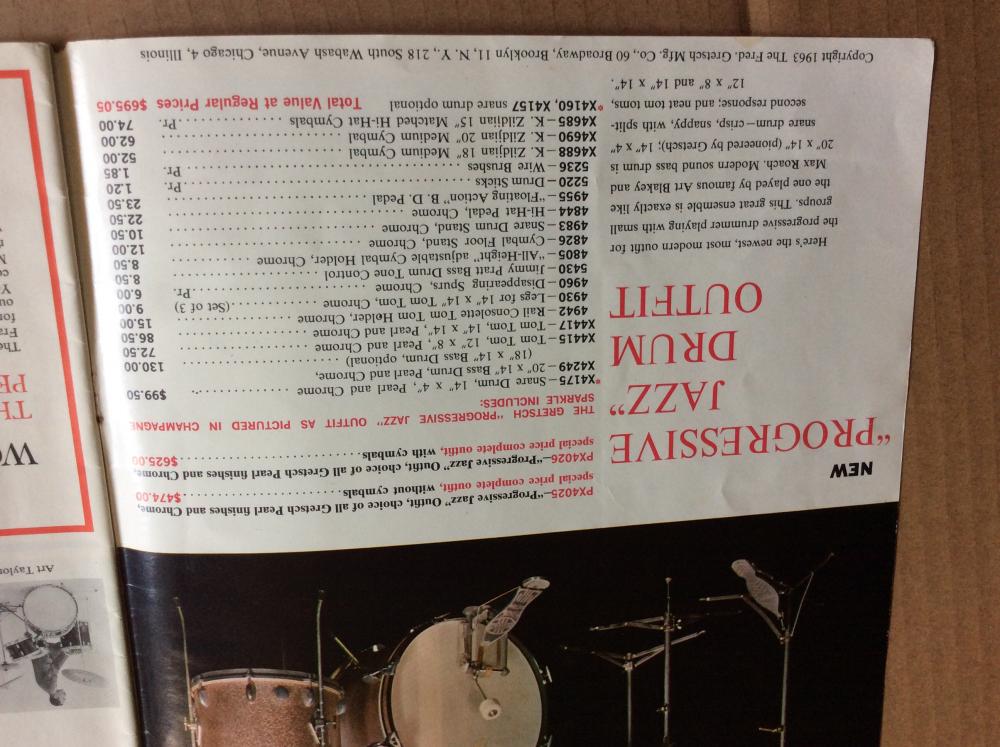 NEW
"PROGRESSIVE
JAZZ"
DRUM
OUTFIT
Here's the newest, most modern outfit for
the progressive drummer playing with small
groups. This great ensemble is exactly like
the one played by famous Art Blakey and
Max Roach. Modern sound bass drum is
20" x 14" (pioneered by Gretsch); 14" x 4"
snare drum—crisp, snappy, with split-
second response; and neat tom toms,
12" x 8" and 14" x 14".
PX4025—"Progressive Jazz" Outfit, choice of all Pearl Gretsch finishes and Chrome,
special price complete outfit, without cymbals. . . . . . . . . . . . . . . . . . . . $474.00
PX4026—"Progressive Jazz" Outfit, choice of all Gretsch Pearl finishes and Chrome,
special price complete outfit, with cymbals. . . . . . . . . . . . . . . . . . . . $625.00
THE GRETSCH "PROGRESSIVE JAZZ" OUTFIT AS PICTURED IN CHAMPAGNE
SPARKLE INCLUDES:
*X4175—Snare Drum, 14" x 4", Pearl and Chrome . . . . . . . . $99.50
X4249—20" x 14" Bass Drum, Pearl and Chrome,
(18" x 14" Bass Drum, optional) . . . . . . . . 130.00
X4415—Tom Tom, 12" x 8", Pearl and Chrome . . . . . . . . 72.50
X4417—Tom Tom, 14" x 14", Pearl and Chrome . . . . . . . . 86.50
4942—Rail Consolette Tom Tom Holder, Chrome . . . . . . . . 15.00
4930—Legs for 14" x 14" Tom Tom, Chrome . . . . . . . . (Set of 3) 9.00
4960—Disappearing Spurs, Chrome . . . . . . . . Pr. 6.00
5430—Jimmy Pratt Bass Drum Tone Control . . . . . . . . 8.50
4805—"All-Height" adjustable Cymbal Holder, Chrome . . . . . . . . 8.50
4826—Cymbal Floor Stand, Chrome . . . . . . . . 12.00
4983—Snare Drum Stand, Chrome . . . . . . . . 10.50
4844—Hi-Hat Pedal, Chrome . . . . . . . . 22.50
4955—"Floating Action" B. D. Pedal . . . . . . . . 23.50
5220—Drum Sticks . . . . . . . . Pr. 1.20
5236—Wire Brushes . . . . . . . . Pr. 1.85
X4688—K. Zildjian 18" Medium Cymbal . . . . . . . . 52.00
X4690—K. Zildjian 20" Medium Cymbal . . . . . . . . 62.00
X4685—K. Zildjian 15" Matched Hi-Hat Cymbals . . . . . . . . Pr. 74.00
*X4160, X4157 snare drum optional Total Value at Regular Prices $695.05
Copyright 1963 The Fred. Gretsch Mfg. Co., 60 Broadway, Brooklyn 11, N. Y., 218 South Wabash Avenue, Chicago 4, Illinois
Art Taylor